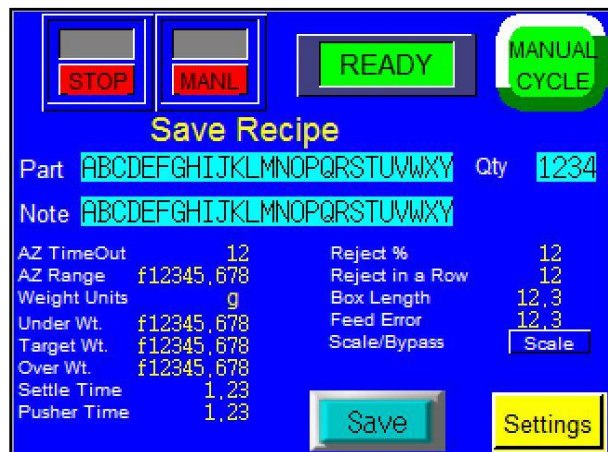 STOP MANL READY MANUAL CYCLE
Save Recipe
Part ABCDEFGHIJKLMNOPQRSTUVWXY Qty 1234
Note ABCDEFGHIJKLMNOPQRSTUVWXY
AZ TimeOut 12 Reject % 12
AZ Range f12345.678 Reject in a Row 12
Weight Units g Box Length 12.3
Under Wt. f12345.678 Feed Error 12.3
Target Wt. f12345.678 Scale/Bypass Scale
Over Wt. f12345.678
Settle Time 1.23
Pusher Time 1.23
Save Settings